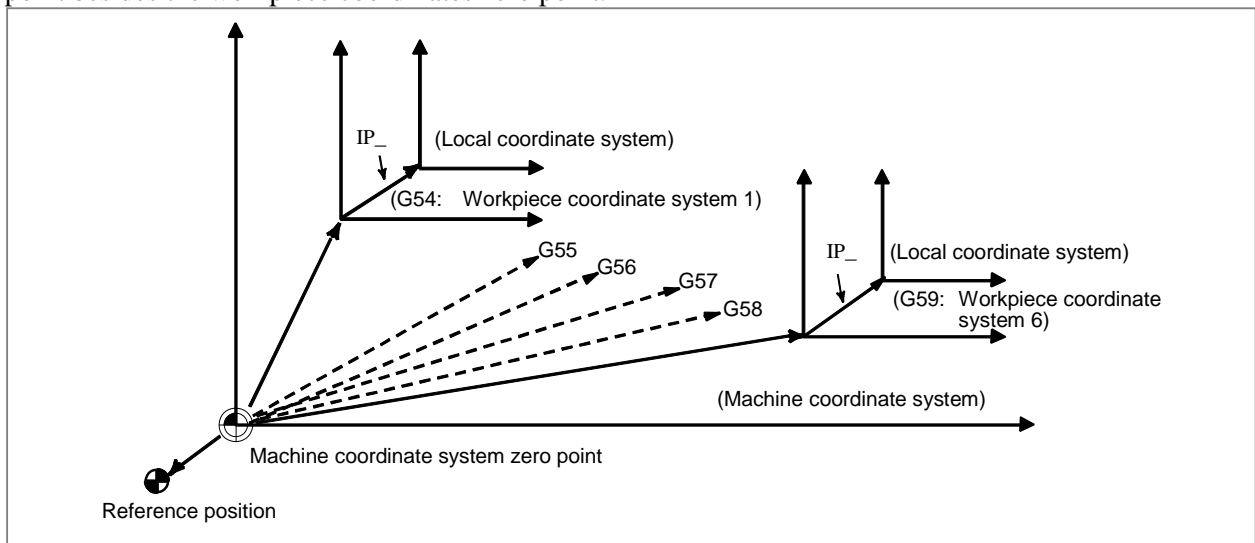 IP_
(Local coordinate system)
(G54: Workpiece coordinate system 1)
G55
G56
G57
G58
IP_
(Local coordinate system)
(G59: Workpiece coordinate
system 6)
(Machine coordinate system)
Machine coordinate system zero point
Reference position